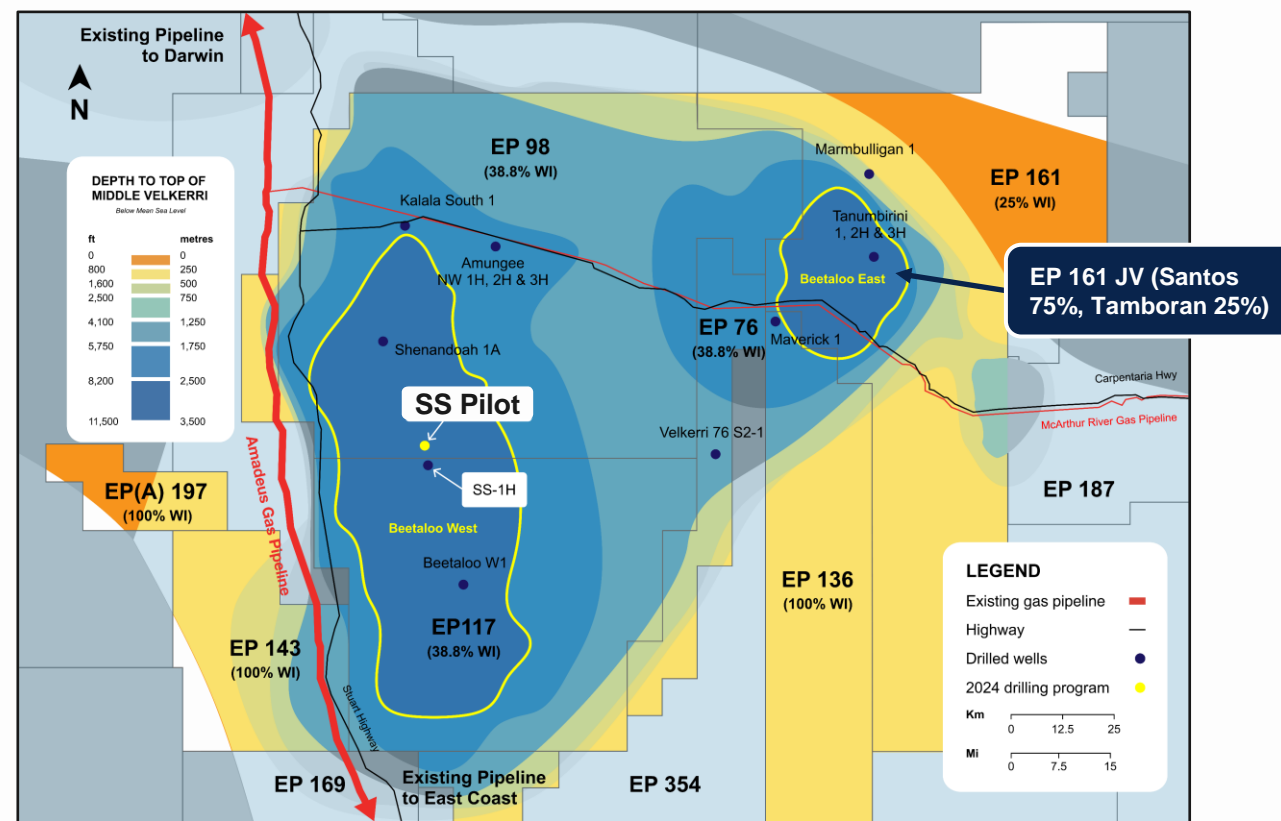 Existing Pipeline
to Darwin
N
DEPTH TO TOP OF
MIDDLE VELKERRI
Below Mean Sea Level
ft metres
0 0
800 250
1,600 500
2,500 750
4,100 1,250
5,750 1,750
8,200 2,500
11,500 3,500
EP 98
(38.8% WI)
Kalala South 1
Amungee
NW 1H, 2H & 3H
Shenandoah 1A
SS Pilot
SS-1H
Beetaloo West
Beetaloo W1
EP117
(38.8% WI)
Marmbulligan 1
Tanumbirini
1, 2H & 3H
Beetaloo East
EP 161
(25% WI)
EP 161 JV (Santos
75%, Tamboran 25%)
EP 76
(38.8% WI)
Maverick 1
Velkerri 76 S2-1
Carpentaria Hwy
McArthur River Gas Pipeline
EP 187
EP(A) 197
(100% WI)
Amadeus Gas Pipeline
EP 143
(100% WI)
Stuart Highway
EP 136
(100% WI)
EP 169
Existing Pipeline
to East Coast
EP 354
LEGEND
Existing gas pipeline
Highway
Drilled wells
2024 drilling program
Km
0 12.5 25
Mi
0 7.5 15